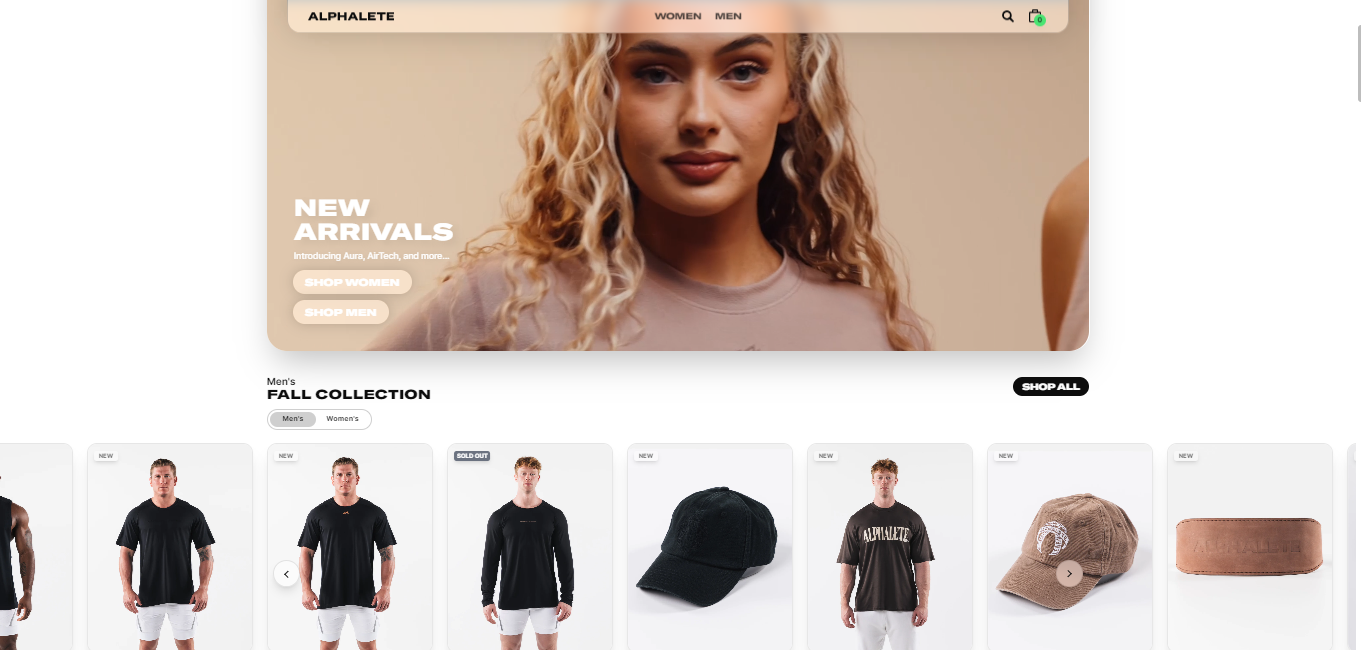 ALPHALETE
WOMEN MEN
0
NEW
ARRIVALS
Introducing Aura, AirTech, and more...
SHOP WOMEN
SHOP MEN
Men's
FALL COLLECTION
SHOP ALL
Men's Women's
NEW
NEW
SOLD OUT
NEW
NEW
NEW
NEW
ALPHALETE
ALPHALETE